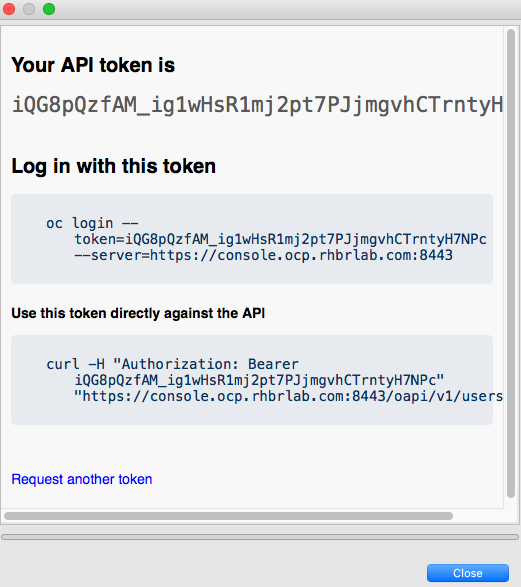 Your API token is
iQG8pQzfAM_ig1wHsR1mj2pt7PJjmgvhCTrntyH
Log in with this token
oc login --
token=iQG8pQzfAM_ig1wHsR1mj2pt7PJjmgvhCTrntyH7NPc
--server=https://console.ocp.rhbrlab.com:8443
Use this token directly against the API
curl -H "Authorization: Bearer
iQG8pQzfAM_ig1wHsR1mj2pt7PJjmgvhCTrntyH7NPc"
"https://console.ocp.rhbrlab.com:8443/oapi/v1/users
Request another token
Close